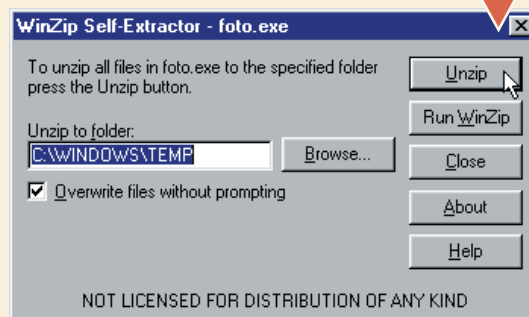 WinZip Self-Extractor - foto.exe
To unzip all files in foto.exe to the specified folder
press the Unzip button.
Unzip to folder:
C:\WINDOWS\TEMP
Browse...
Overwrite files without prompting
Unzip
Run WinZip
Close
About
Help
NOT LICENSED FOR DISTRIBUTION OF ANY KIND